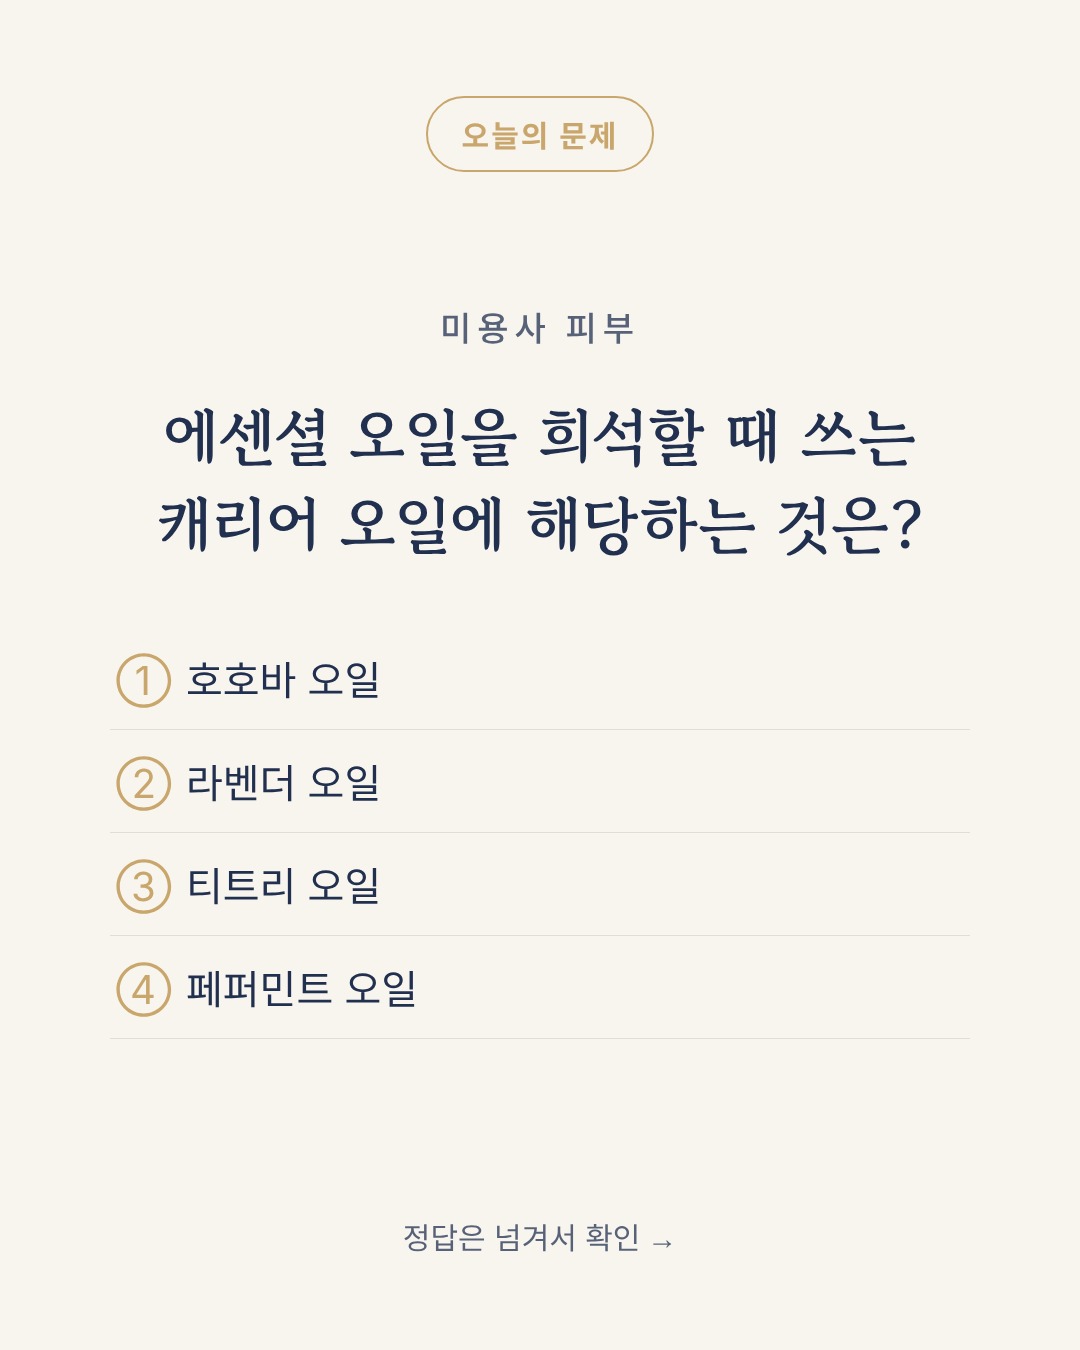 오늘의 문제
미용사 피부
에센셜 오일을 희석할 때 쓰는
캐리어 오일에 해당하는 것은?
① 호호바 오일
② 라벤더 오일
③ 티트리 오일
④ 페퍼민트 오일
정답은 넘겨서 확인 →